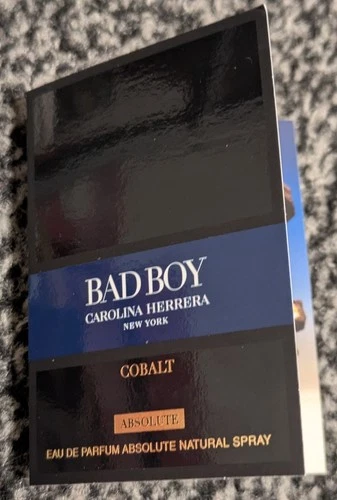 BAD BOY
CAROLINA HERRERA
NEW YORK
COBALT
ABSOLUTE
EAU DE PARFUM ABSOLUTE NATURAL SPRAY